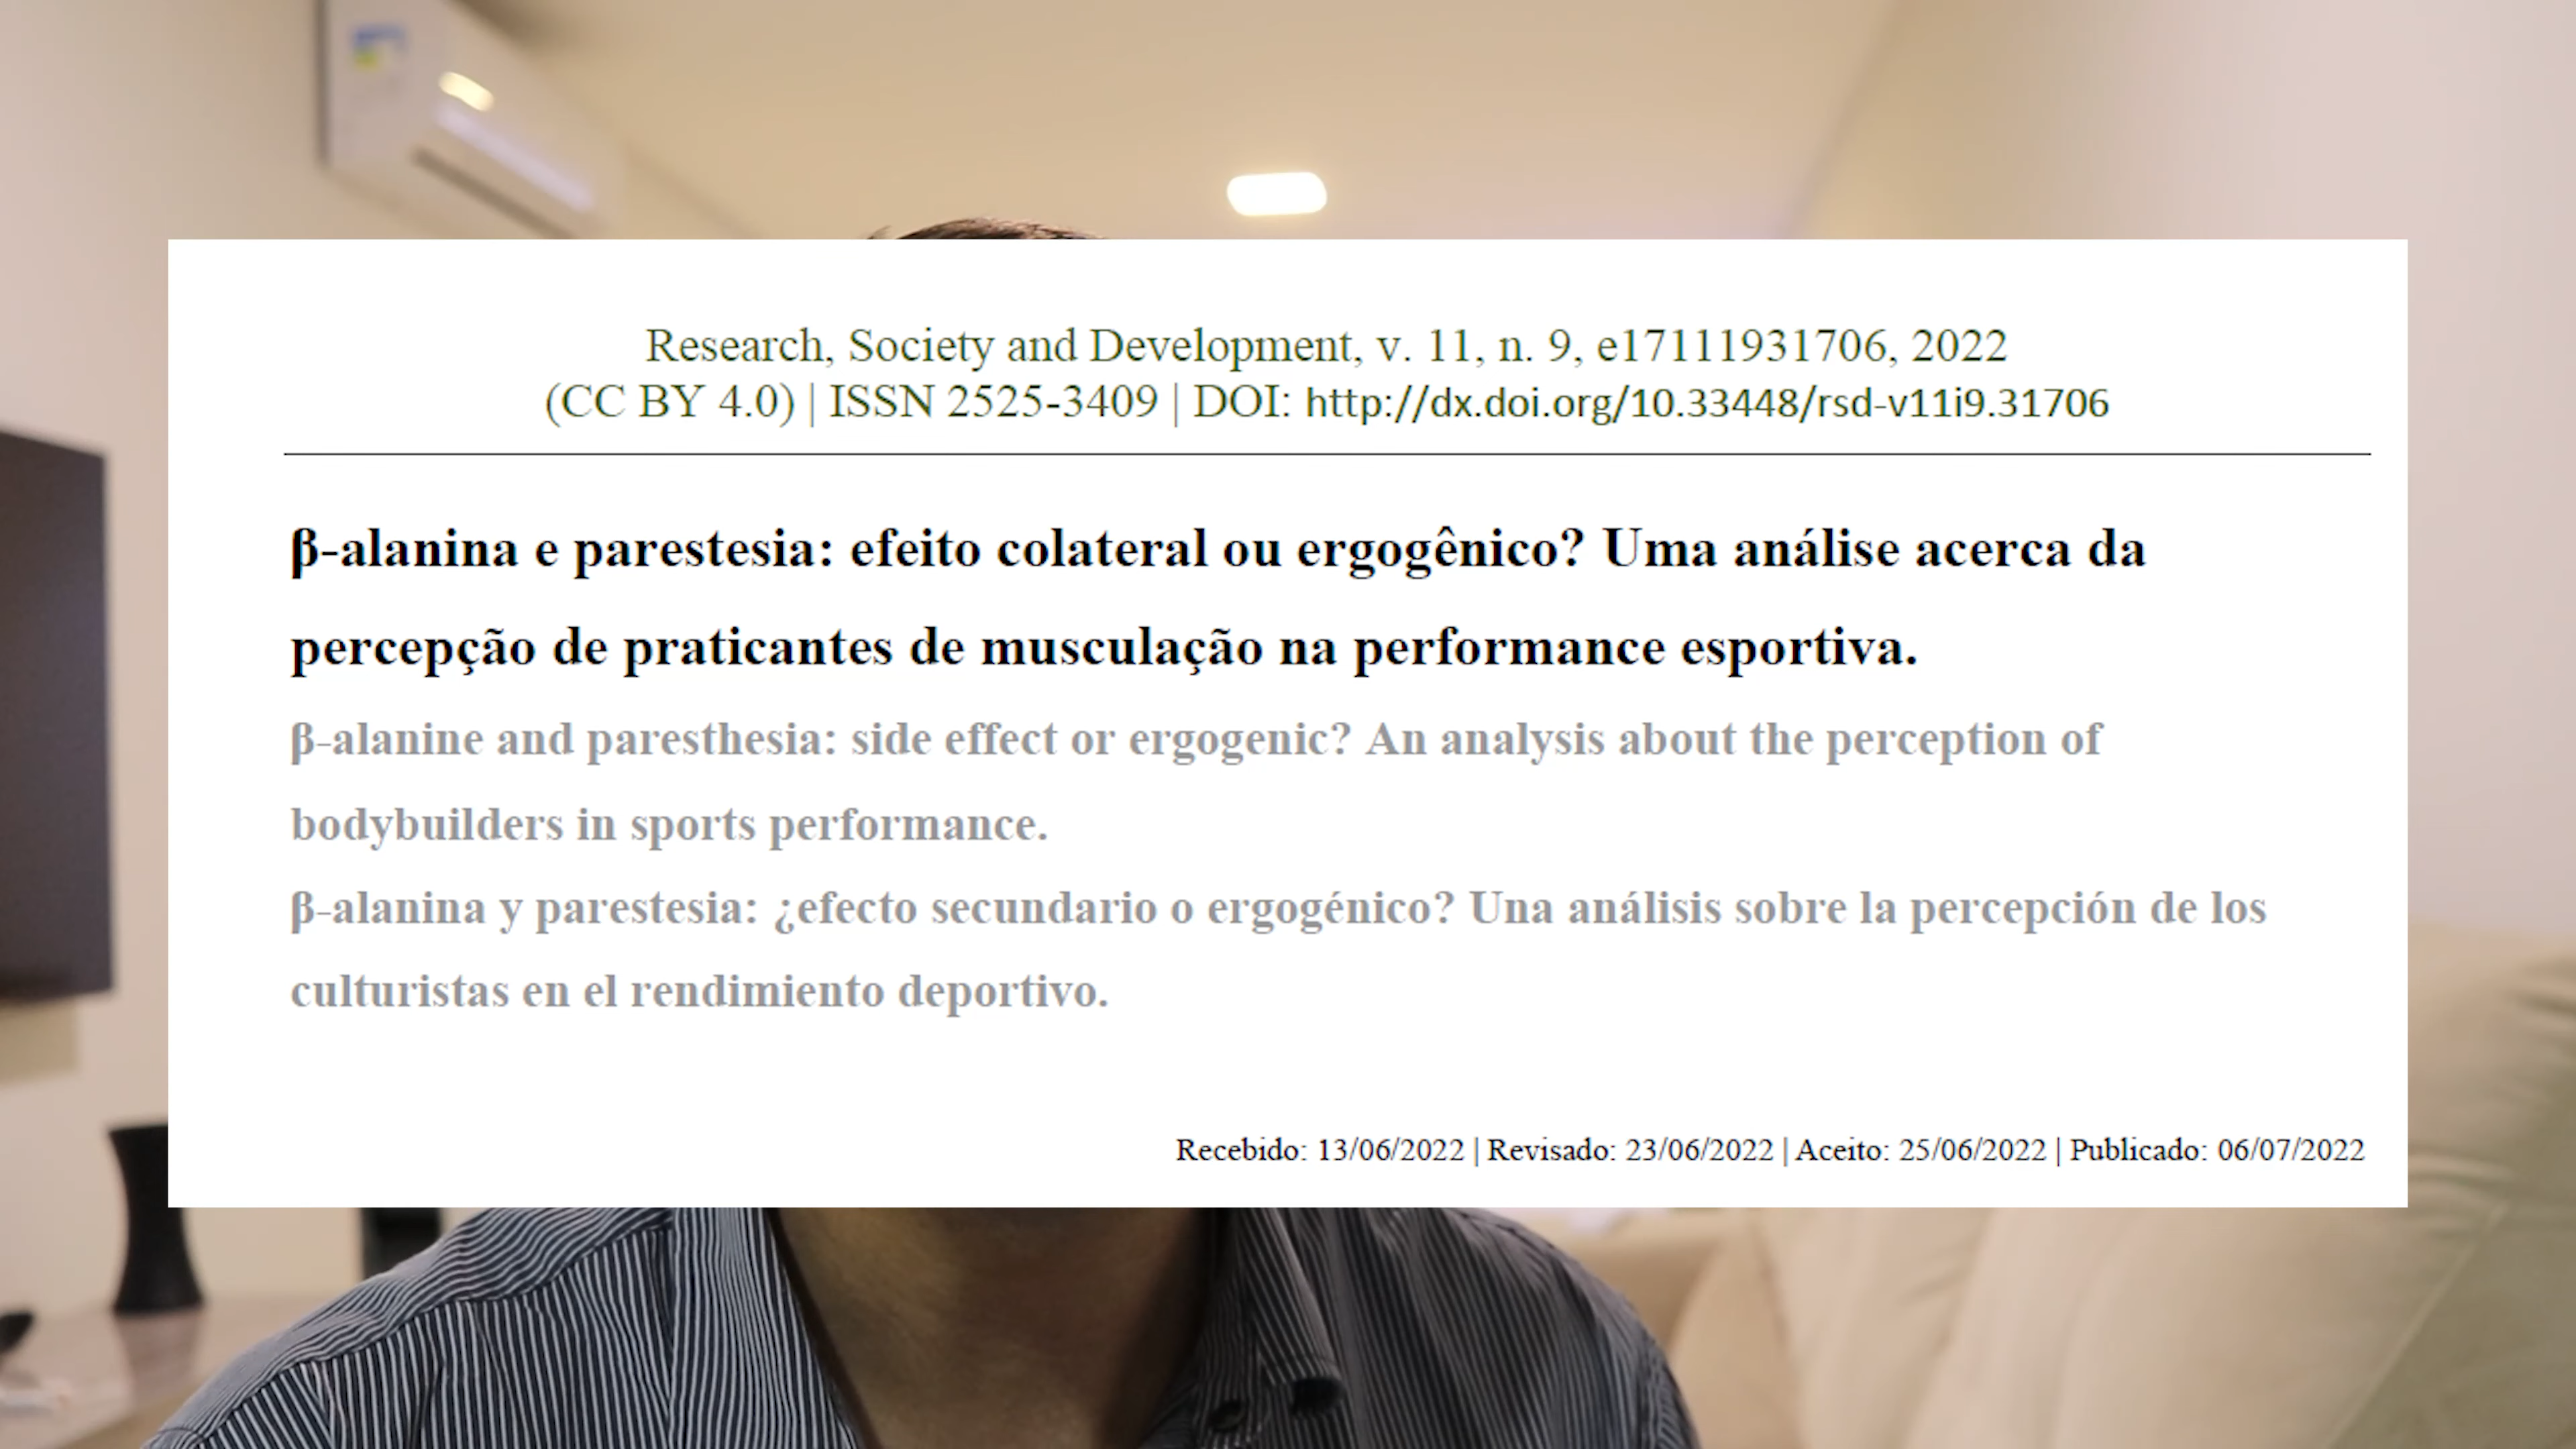 Research, Society and Development, v. 11, n. 9, e17111931706, 2022
(CC BY 4.0) | ISSN 2525-3409 | DOI: http://dx.doi.org/10.33448/rsd-v11i9.31706
β-alanina e parestesia: efeito colateral ou ergogênico? Uma análise acerca da
percepção de praticantes de musculação na performance esportiva.
β-alanine and paresthesia: side effect or ergogenic? An analysis about the perception of
bodybuilders in sports performance.
β-alanina y parestesia: ¿efecto secundario o ergogénico? Una análisis sobre la percepción de los
culturistas en el rendimiento deportivo.
Recebido: 13/06/2022 | Revisado: 23/06/2022 | Aceito: 25/06/2022 | Publicado: 06/07/2022